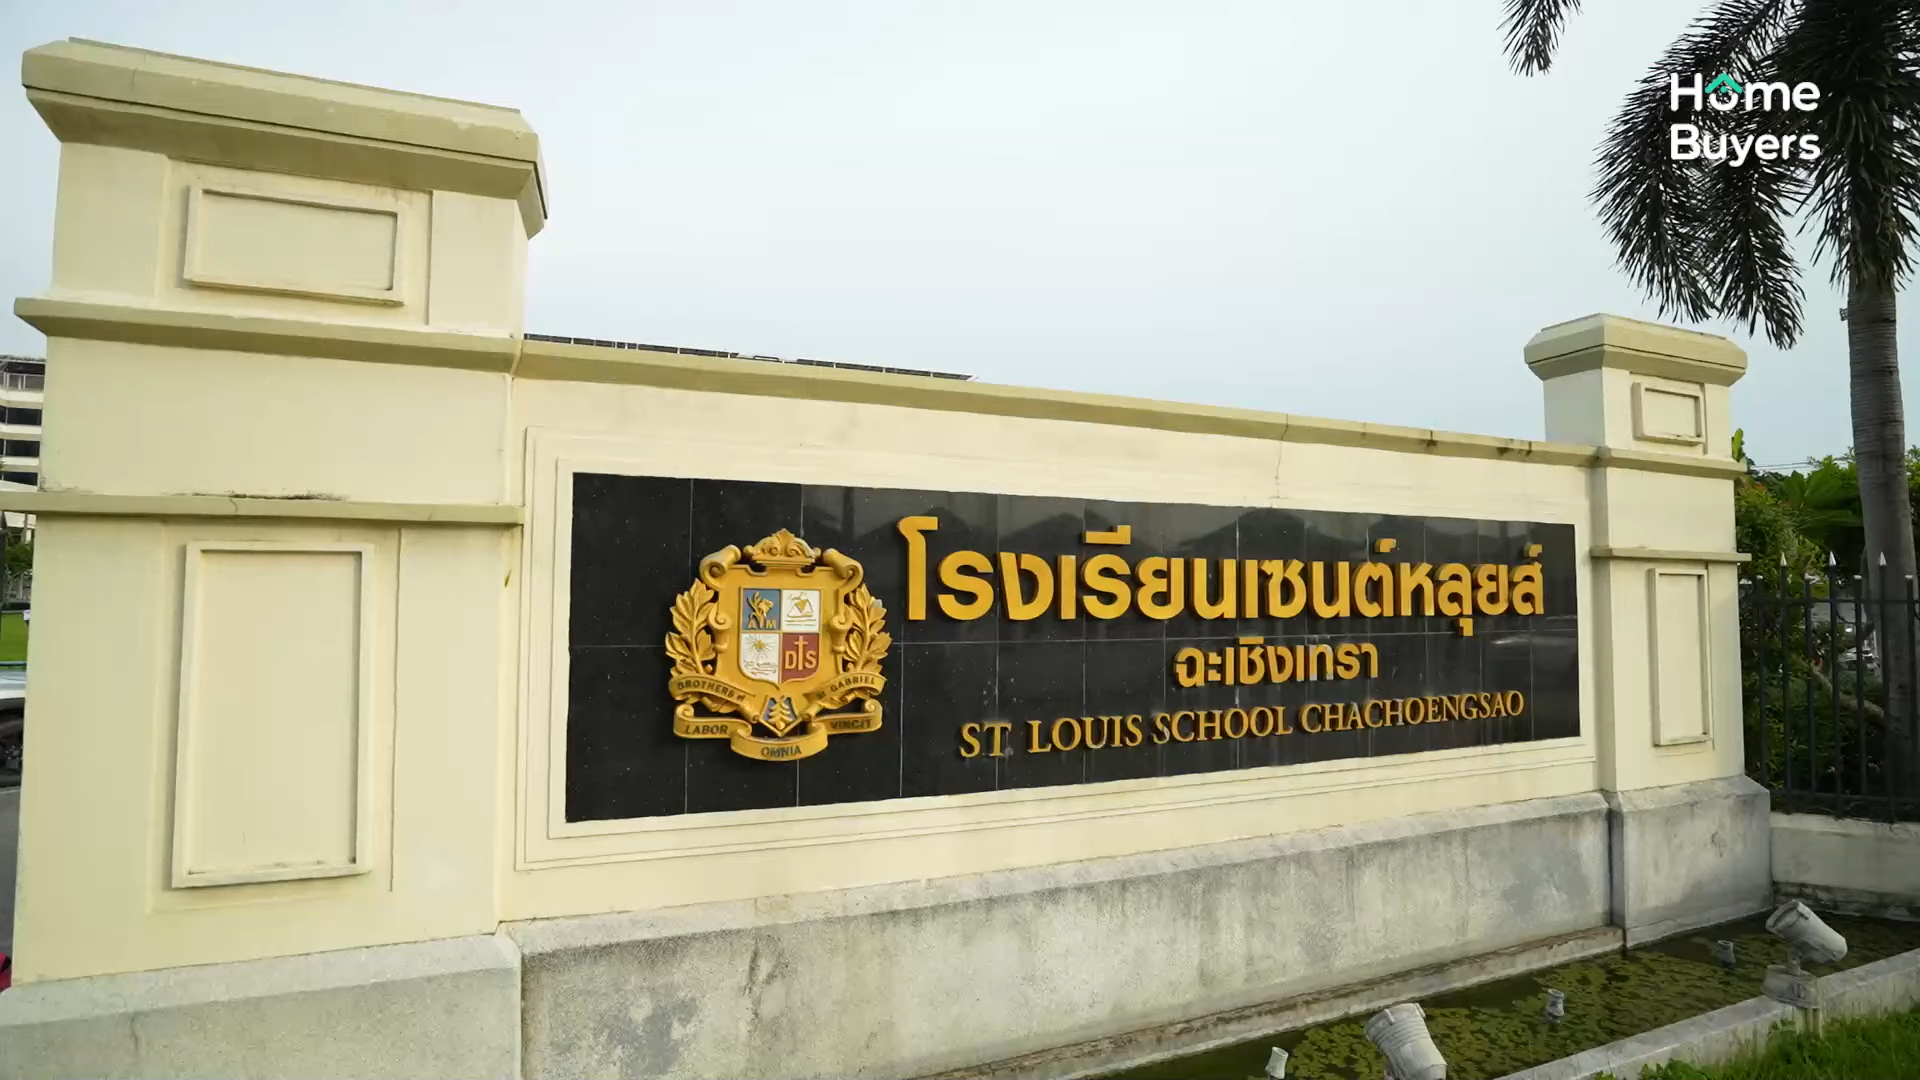 Home
Buyers
โรงเรียนเซนต์หลุยส์
ฉะเชิงเทรา
ST LOUIS SCHOOL CHACHOENGSAO
AM
DS
BROTHERS OF ST GABRIEL
LABOR OMNIA VINCIT